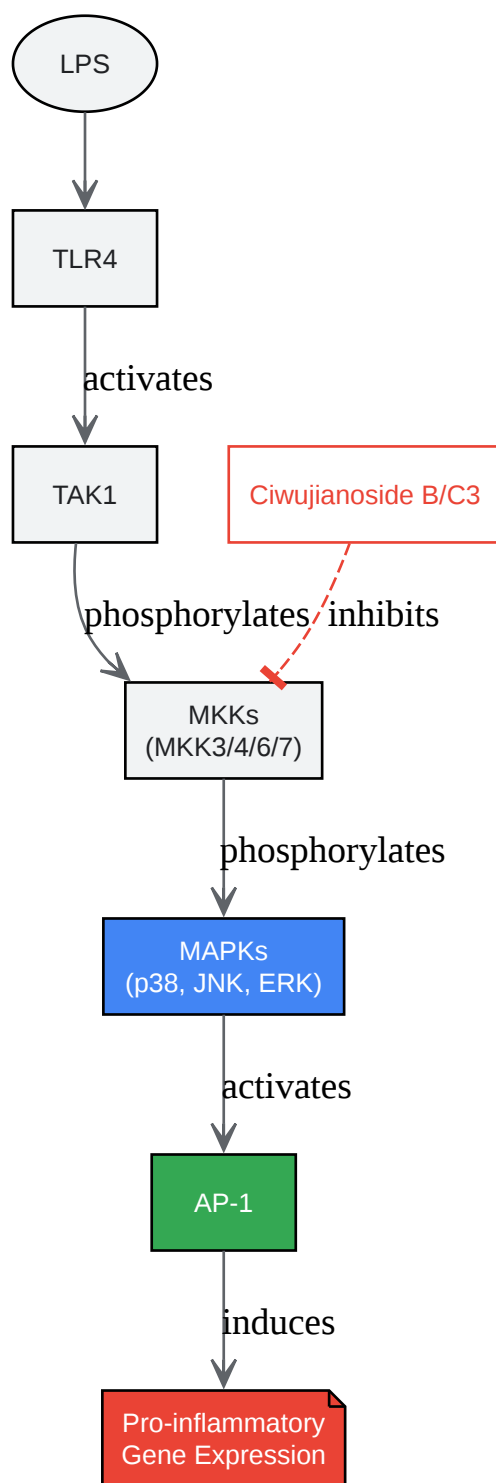 LPS
TLR4
activates
TAK1
Ciwujianoside B/C3
phosphorylates
inhibits
MKKs
(MKK3/4/6/7)
phosphorylates
MAPKs
(p38, JNK, ERK)
activates
AP-1
induces
Pro-inflammatory
Gene Expression